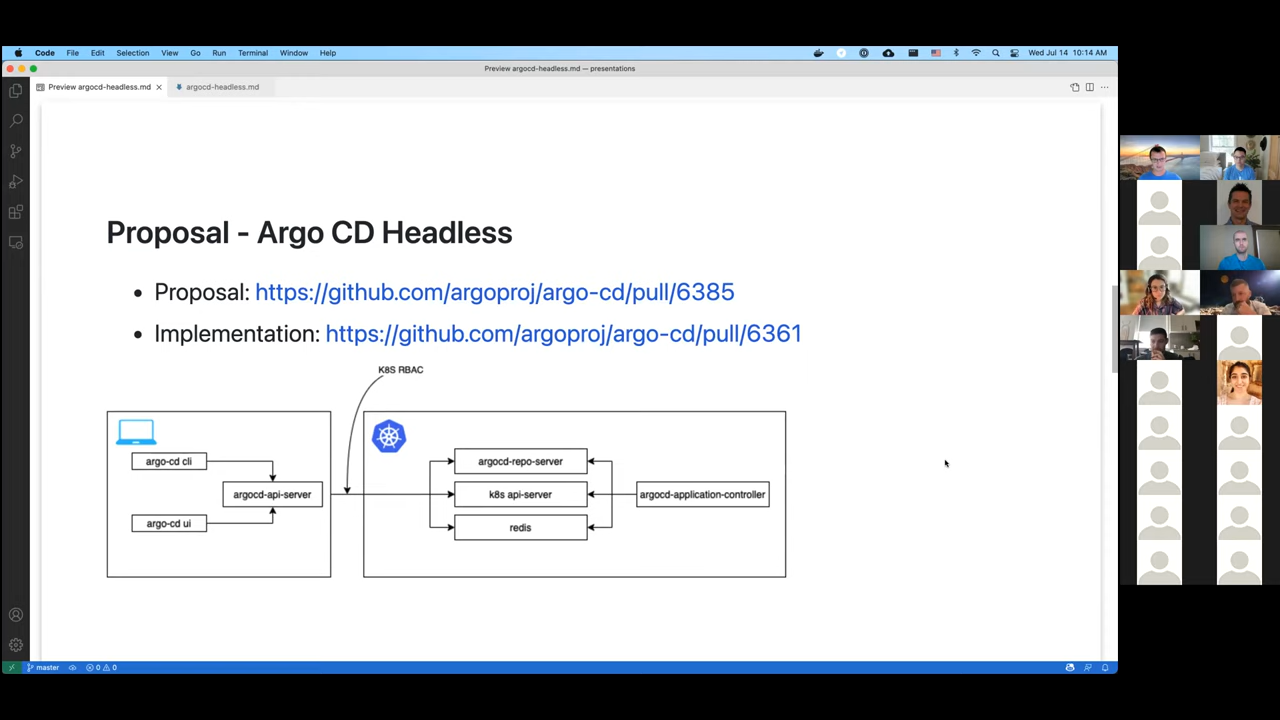 Code File Edit Selection View Go Run Terminal Window Help Wed Jul 14 10:14 AM
Preview argocd-headless.md — presentations
Preview argocd-headless.md argocd-headless.md
Proposal - Argo CD Headless
• Proposal: https://github.com/argoproj/argo-cd/pull/6385
• Implementation: https://github.com/argoproj/argo-cd/pull/6361
K8S RBAC
argo-cd cli
argocd-api-server
argo-cd ui
argocd-repo-server
k8s api-server
redis
argocd-application-controller
master 0 0